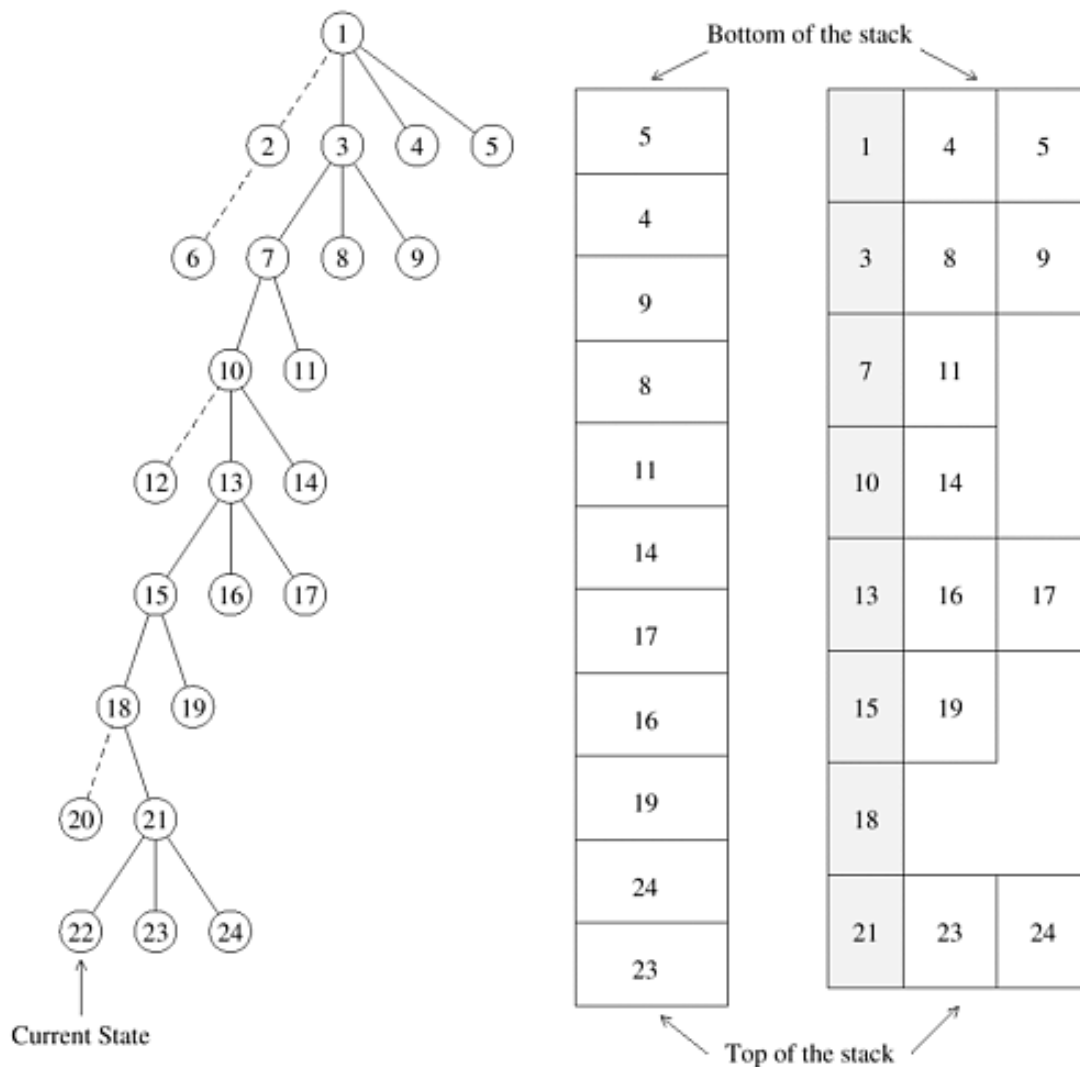 1
Bottom of the stack
2 3 4 5
6 7 8 9
10 11
12 13 14
15 16 17
18 19
20 21
22 23 24
Current State
5
4
9
8
11
14
17
16
19
24
23
1 4 5
3 8 9
7 11
10 14
13 16 17
15 19
18
21 23 24
Top of the stack